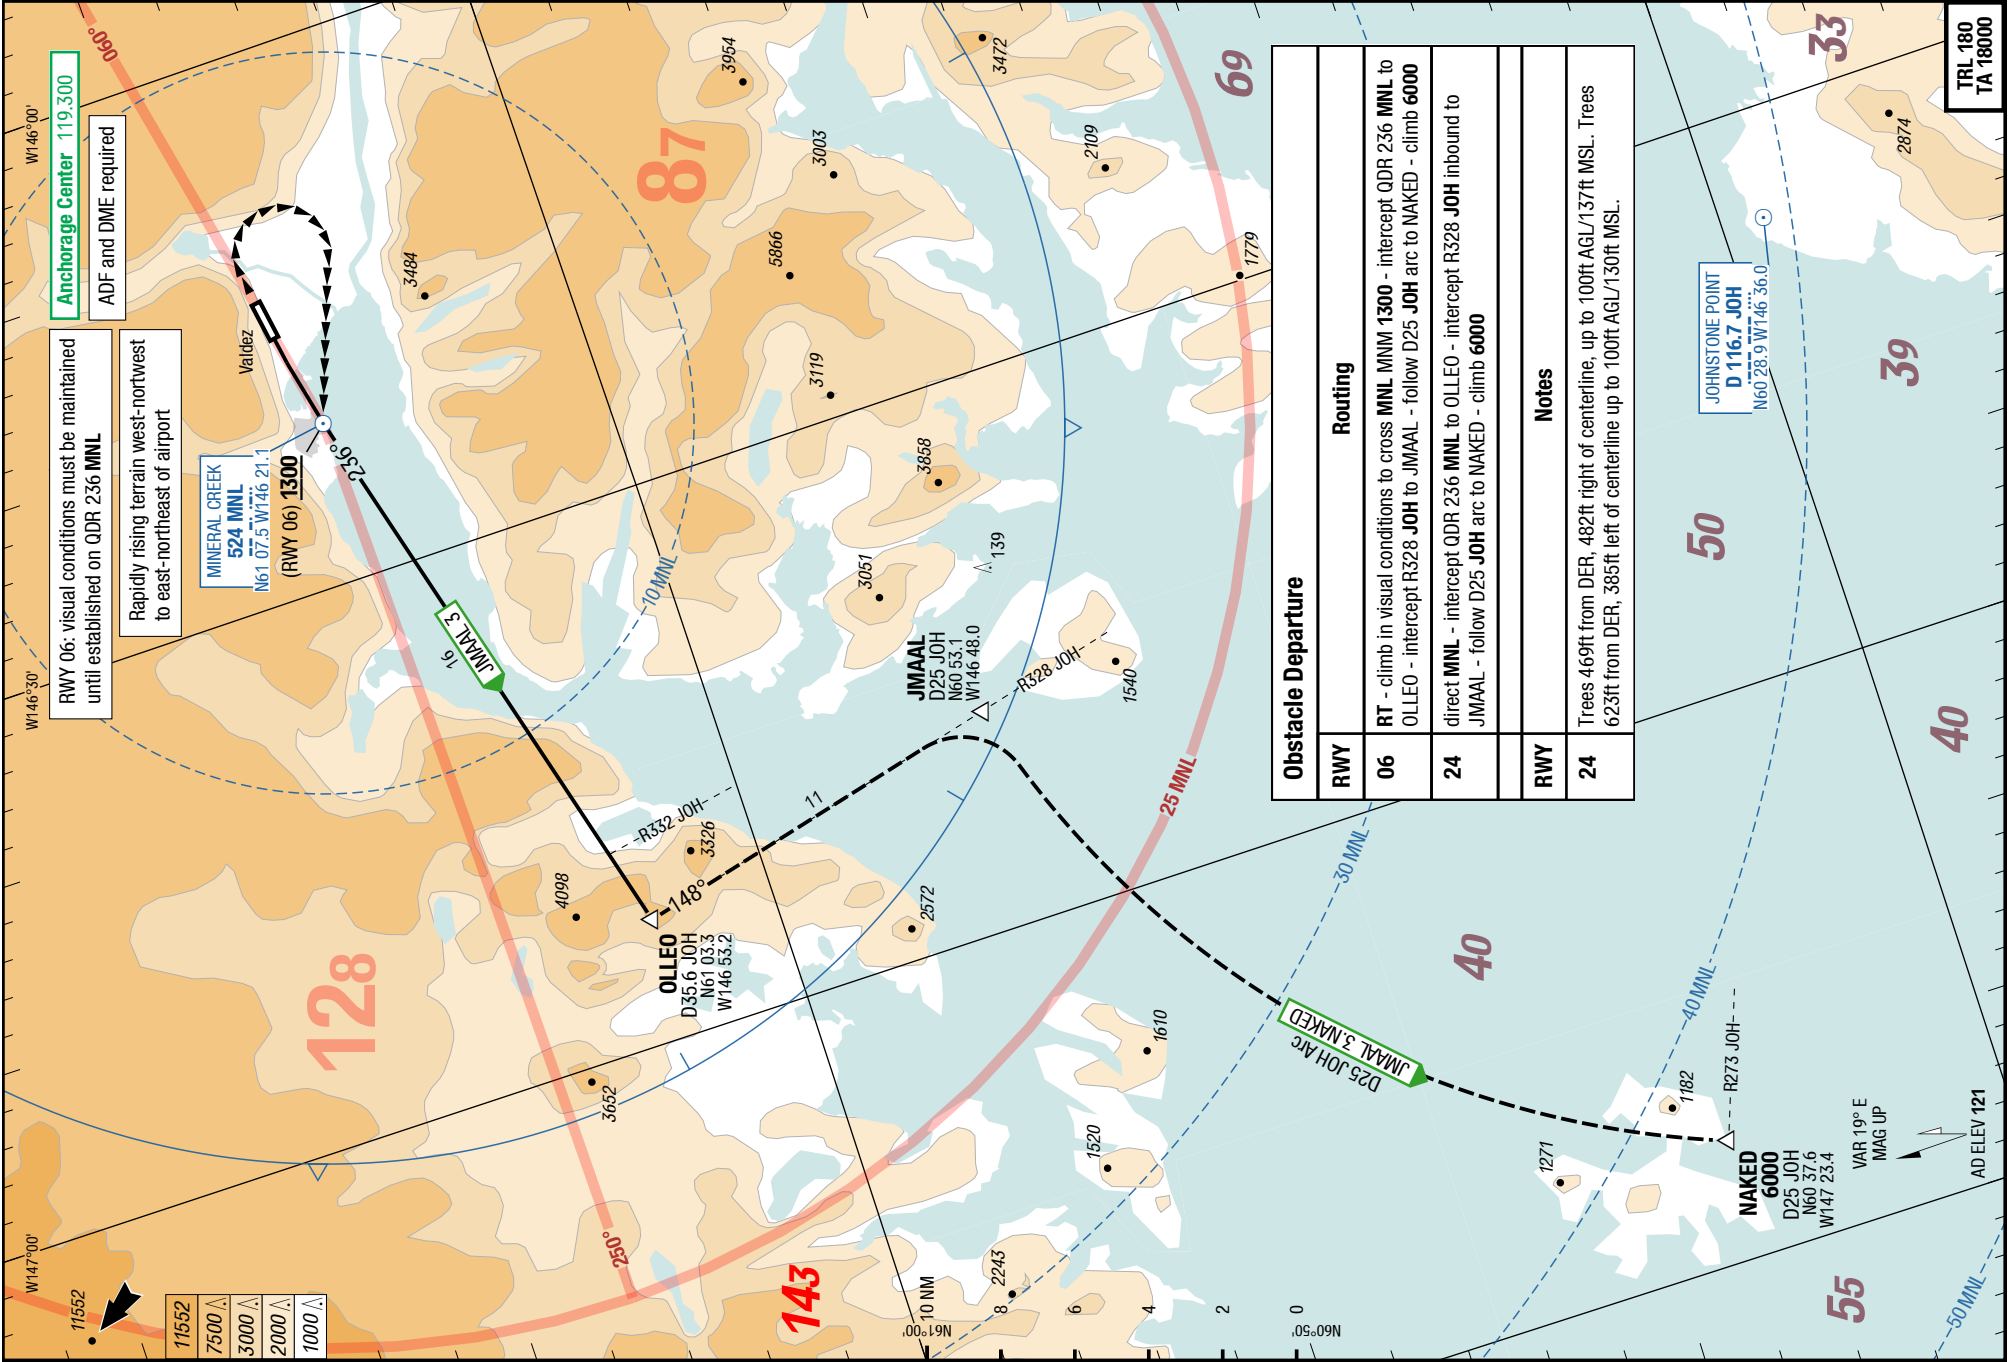 W146°00'
W146°30'
W147°00'
Anchorage Center 119.300
ADF and DME required
RWY 06: visual conditions must be maintained
until established on QDR 236 MNL
Rapidly rising terrain west-nortwest
to east-northeast of airport
060°
Valdez
MINERAL CREEK
524 MNL
N61 07.5 W146 21.1
(RWY 06) 1300
236°
16
JMAAL 3
10 MNL
3954
3472
3003
2109
5866
3484
1779
3119
3858
3051
139
1540
87
69
33
2874
TRL 180
TA 18000
JMAAL
D25 JOH
N60 53.1
W146 48.0
R328 JOH
R332 JOH
11
148°
3326
4098
2572
OLLEO
D35.6 JOH
N61 03.3
W146 53.2
128
3652
250°
143
25 MNL
30 MNL
40 MNL
50 MNL
1610
1520
2243
JMAAL 3.NAKED
D25 JOH Arc
40
50
39
40
55
JOHNSTONE POINT
D 116.7 JOH
N60 28.9 W146 36.0
1271
1182
R273 JOH
NAKED
6000
D25 JOH
N60 37.6
W147 23.4
VAR 19° E
MAG UP
AD ELEV 121
11552
11552
7500
3000
2000
1000
10 NM
8
6
4
2
0
N61°00'
N60°50'
Obstacle Departure
RWY Routing
06 RT - climb in visual conditions to cross MNL MNM 1300 - intercept QDR 236 MNL to
OLLEO - intercept R328 JOH to JMAAL - follow D25 JOH arc to NAKED - climb 6000
24 direct MNL - intercept QDR 236 MNL to OLLEO - intercept R328 JOH inbound to
JMAAL - follow D25 JOH arc to NAKED - climb 6000
RWY Notes
24 Trees 469ft from DER, 482ft right of centerline, up to 100ft AGL/137ft MSL. Trees
623ft from DER, 385ft left of centerline up to 100ft AGL/130ft MSL.